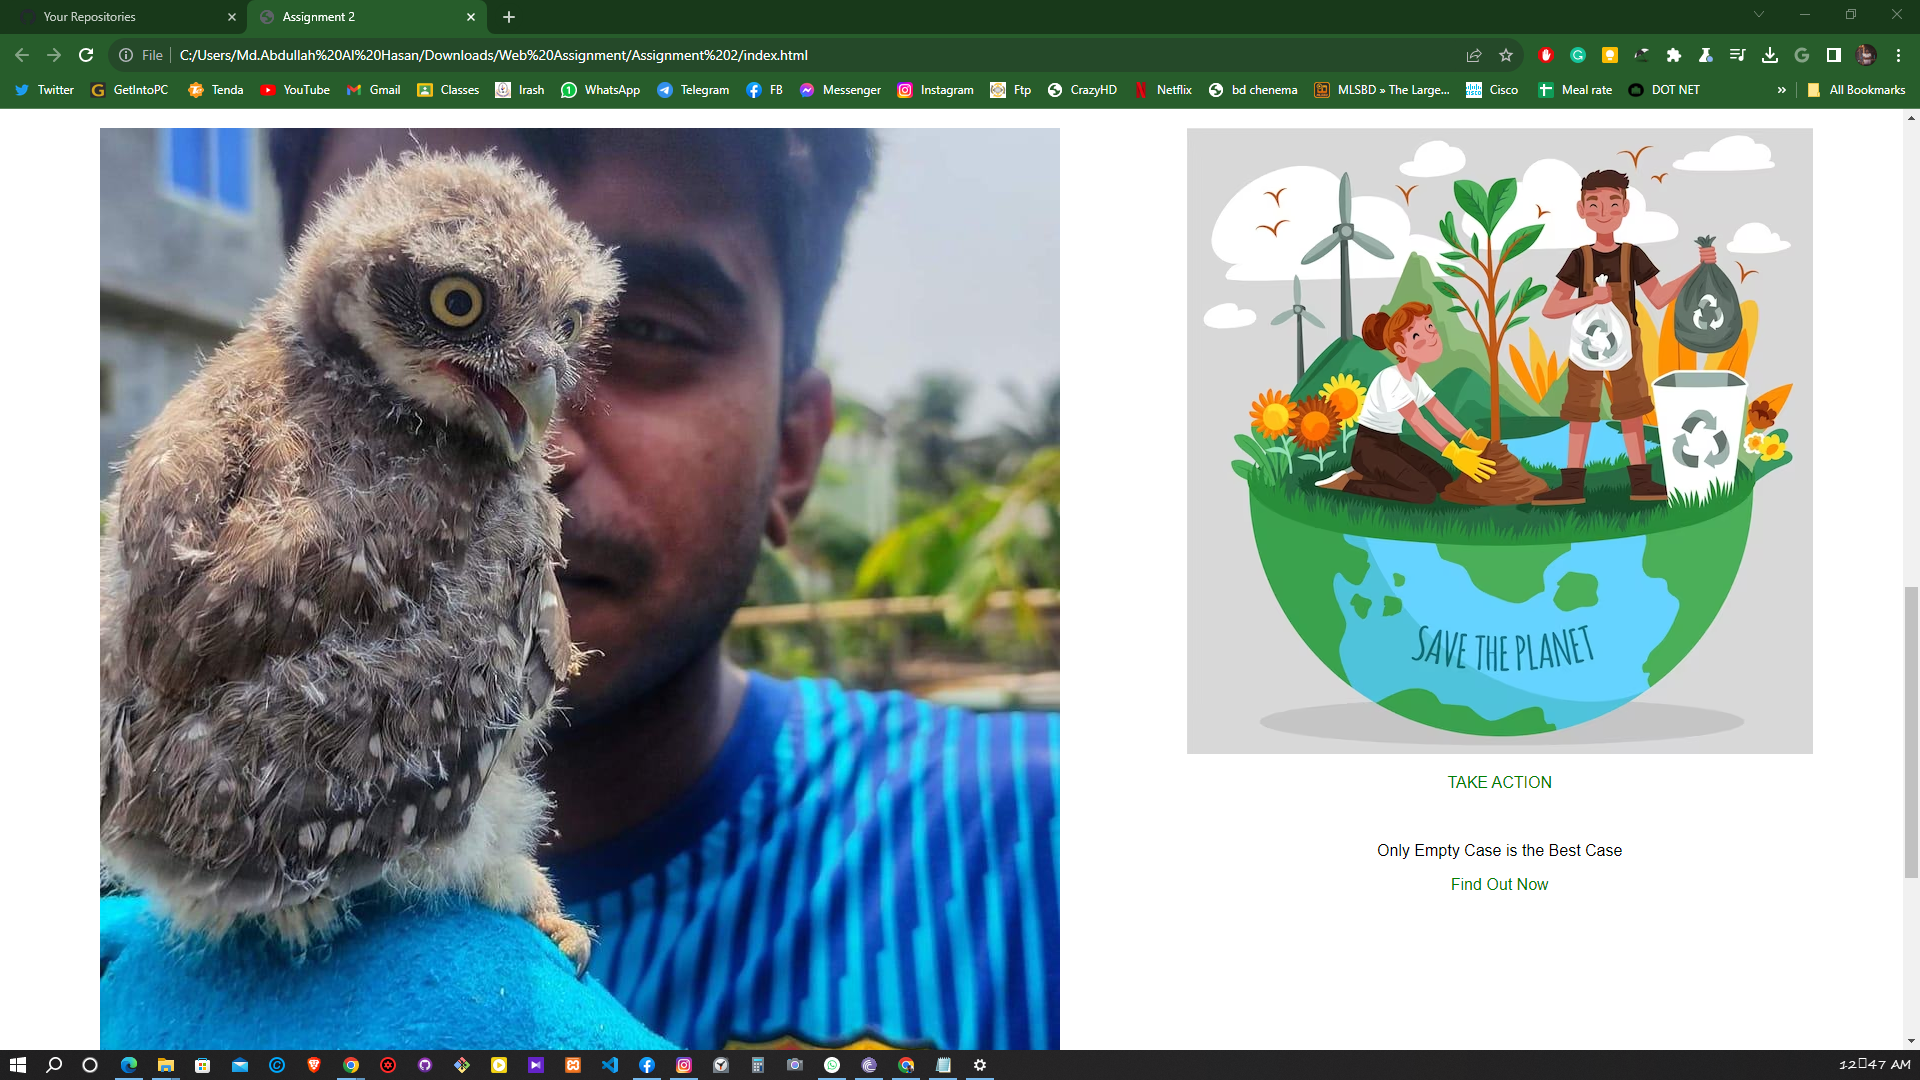 Your Repositories
Assignment 2
File
C:/Users/Md.Abdullah%20Al%20Hasan/Downloads/Web%20Assignment/Assignment%202/index.html
Twitter GetIntoPC Tenda YouTube Gmail Classes Irash WhatsApp Telegram FB Messenger Instagram Ftp CrazyHD Netflix bd chenema MLSBD » The Large... Cisco Meal rate DOT NET » All Bookmarks
SAVE THE PLANET
TAKE ACTION
Only Empty Case is the Best Case
Find Out Now
12▯47 AM